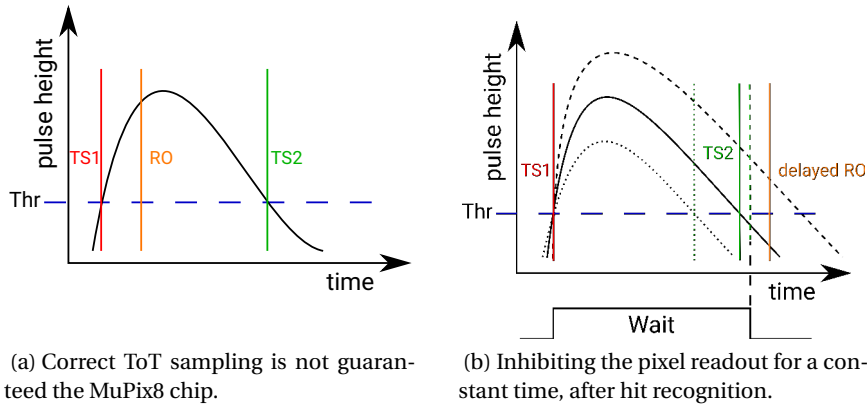 pulse height
TS1
RO
TS2
Thr
time
pulse height
TS1
TS2
delayed RO
Thr
time
Wait
(a) Correct ToT sampling is not guaran-
teed the MuPix8 chip.
(b) Inhibiting the pixel readout for a con-
stant time, after hit recognition.